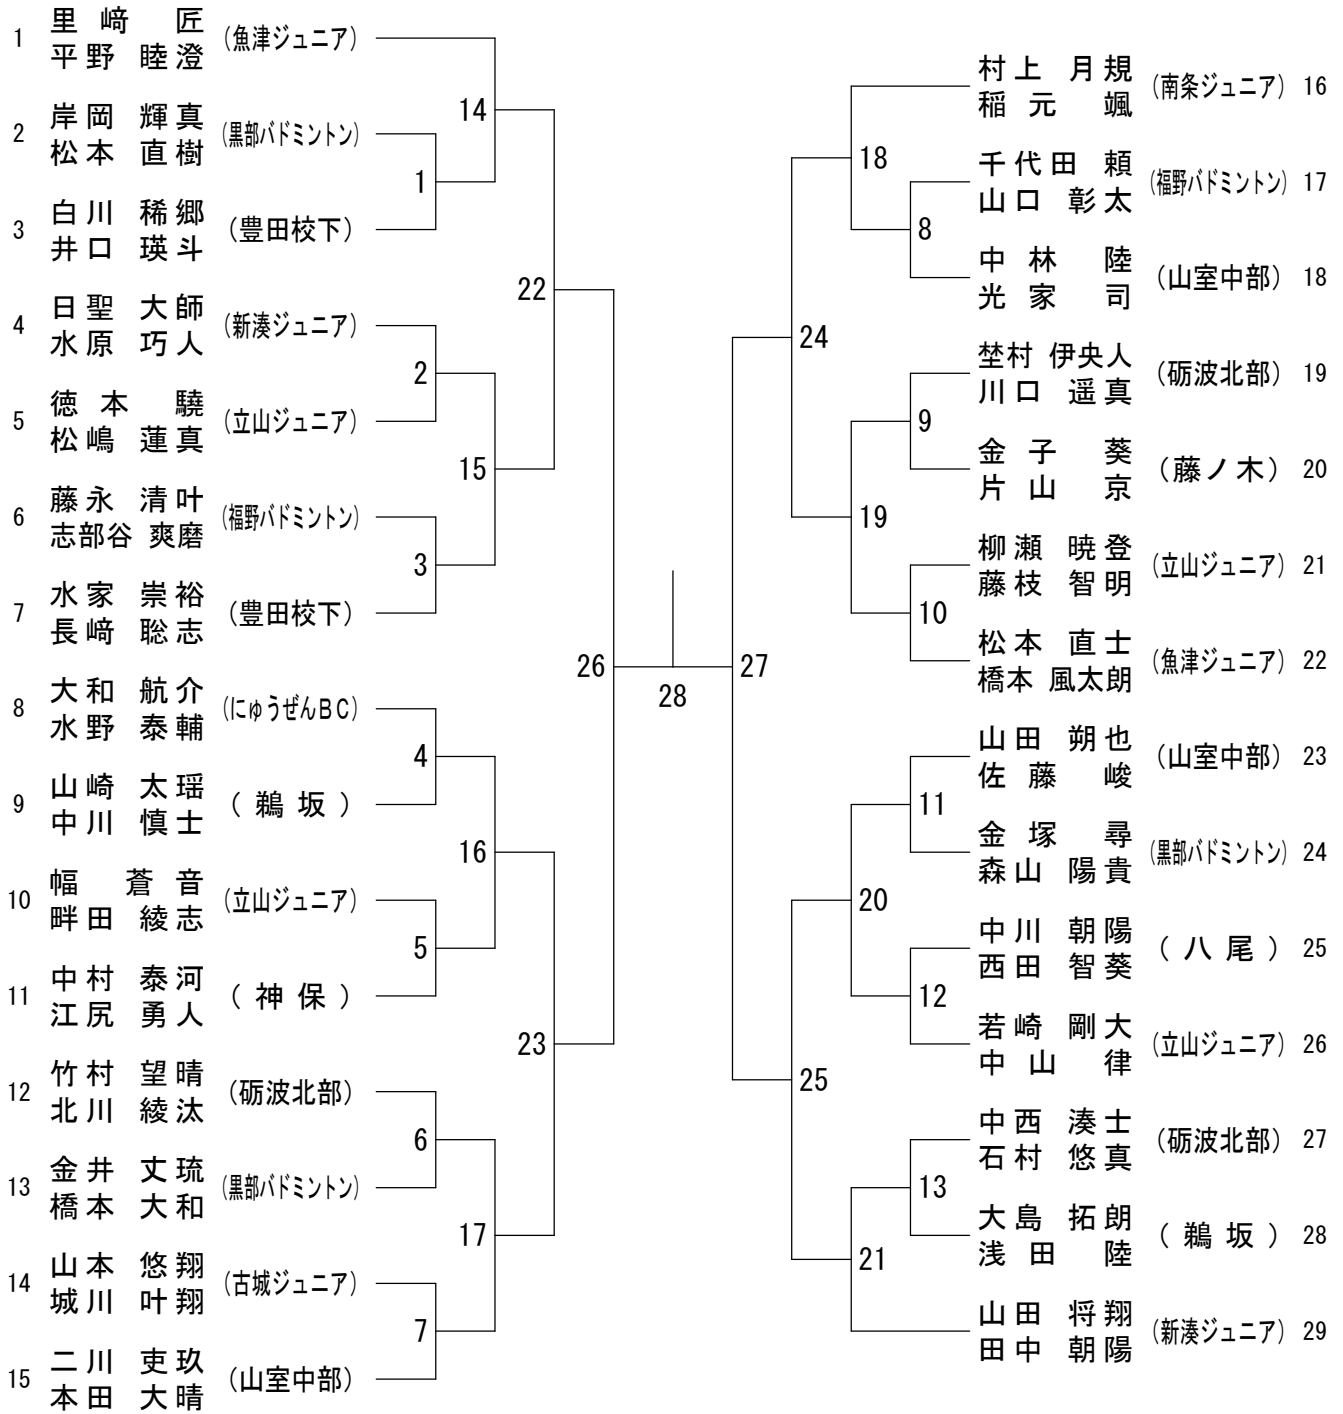 1 里﨑 匠 (魚津ジュニア)
平野 睦澄
2 岸岡 輝真 (黒部バドミントン)
松本 直樹
3 白川 稀郷 (豊田校下)
井口 瑛斗
4 日聖 大師 (新湊ジュニア)
水原 巧人
5 徳本 驍 (立山ジュニア)
松嶋 蓮真
6 藤永 清叶 (福野バドミントン)
志部谷 爽磨
7 水家 崇裕 (豊田校下)
長﨑 聡志
8 大和 航介 (にゅうぜんBC)
水野 泰輔
9 山崎 太瑶 (鵜坂)
中川 慎士
10 幅 蒼音 (立山ジュニア)
畔田 綾志
11 中村 泰河 (神保)
江尻 勇人
12 竹村 望晴 (砺波北部)
北川 綾汰
13 金井 丈琉 (黒部バドミントン)
橋本 大和
14 山本 悠翔 (古城ジュニア)
城川 叶翔
15 二川 吏玖 (山室中部)
本田 大晴
14
1
22
2
15
3
26
4
16
5
23
6
17
7
28
27
18
8
24
9
19
10
11
20
12
25
13
21
村上 月規 (南条ジュニア) 16
稲元 颯
千代田 頼 (福野バドミントン) 17
山口 彰太
中林 陸 (山室中部) 18
光家 司
埜村 伊央人 (砺波北部) 19
川口 遥真
金子 葵 (藤ノ木) 20
片山 京
柳瀬 暁登 (立山ジュニア) 21
藤枝 智明
松本 直士 (魚津ジュニア) 22
橋本 風太朗
山田 朔也 (山室中部) 23
佐藤 峻
金塚 尋 (黒部バドミントン) 24
森山 陽貴
中川 朝陽 (八尾) 25
西田 智葵
若崎 剛大 (立山ジュニア) 26
中山 律
中西 湊士 (砺波北部) 27
石村 悠真
大島 拓朗 (鵜坂) 28
浅田 陸
山田 将翔 (新湊ジュニア) 29
田中 朝陽